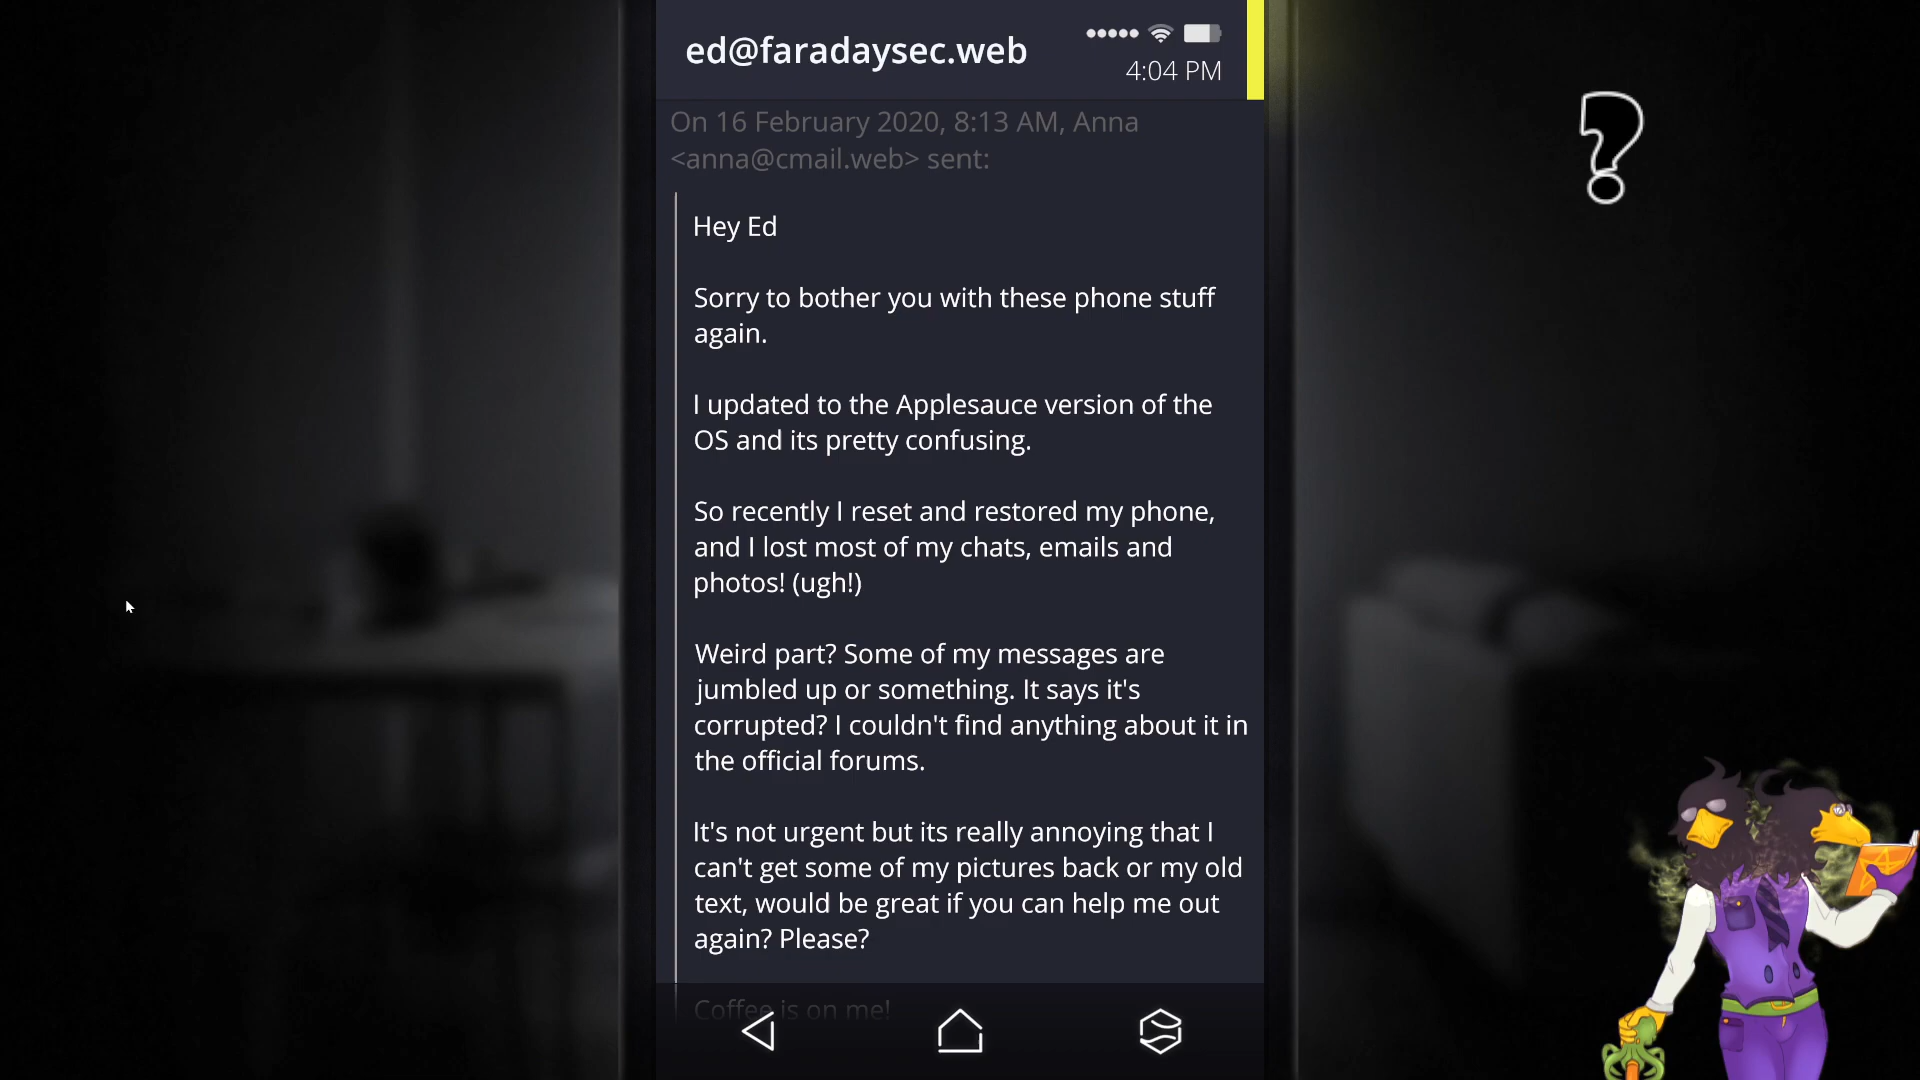 ed@faradaysec.web
4:04 PM
On 16 February 2020, 8:13 AM, Anna
<anna@cmail.web> sent:
Hey Ed
Sorry to bother you with these phone stuff
again.
I updated to the Applesauce version of the
OS and its pretty confusing.
So recently I reset and restored my phone,
and I lost most of my chats, emails and
photos! (ugh!)
Weird part? Some of my messages are
jumbled up or something. It says it's
corrupted? I couldn't find anything about it in
the official forums.
It's not urgent but its really annoying that I
can't get some of my pictures back or my old
text, would be great if you can help me out
again? Please?
Coffee is on me!
?